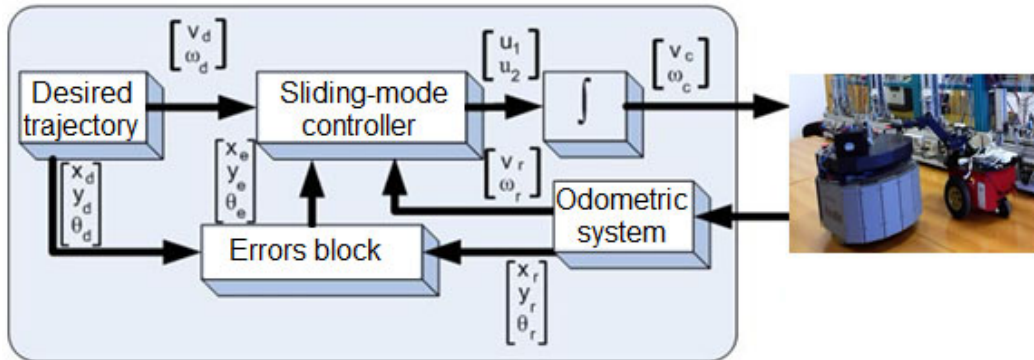 [v_d
ω_d]
[u_1
u_2]
[v_c
ω_c]
Desired
trajectory
Sliding-mode
controller
∫
[x_d
y_d
θ_d]
[x_e
y_e
θ_e]
[v_r
ω_r]
Odometric
system
Errors block
[x_r
y_r
θ_r]